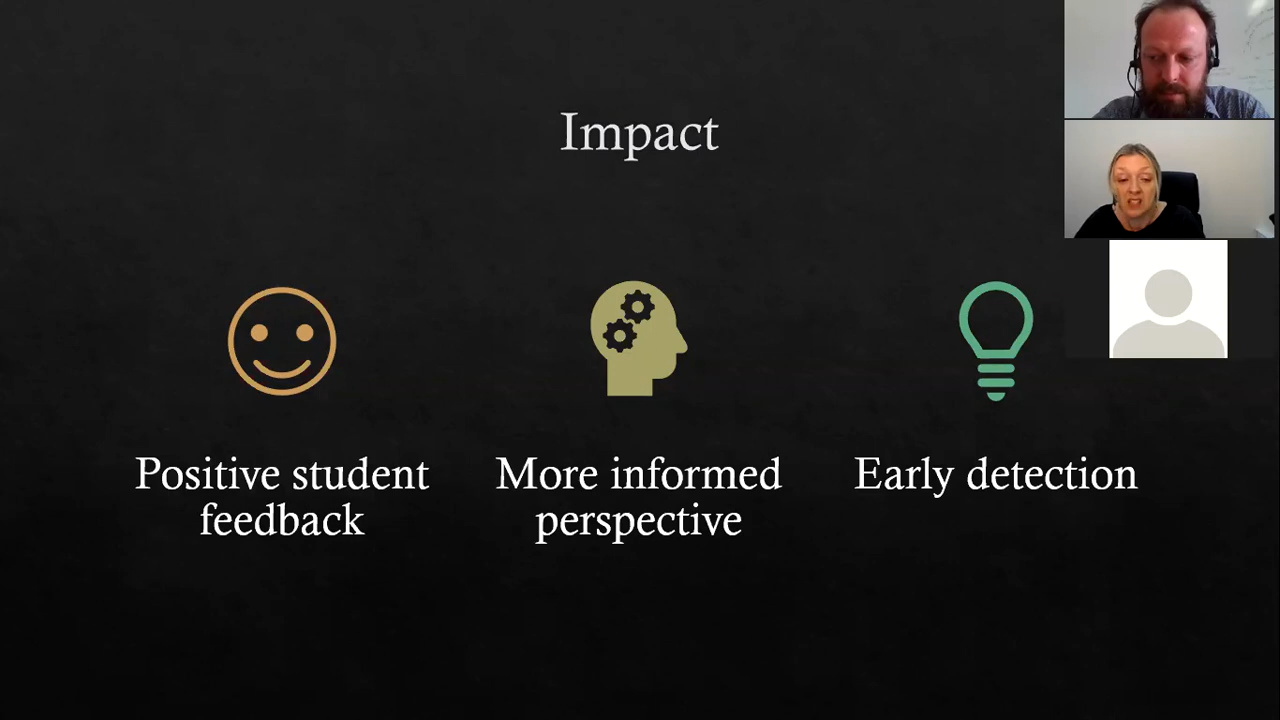 Impact
Positive student
feedback
More informed
perspective
Early detection